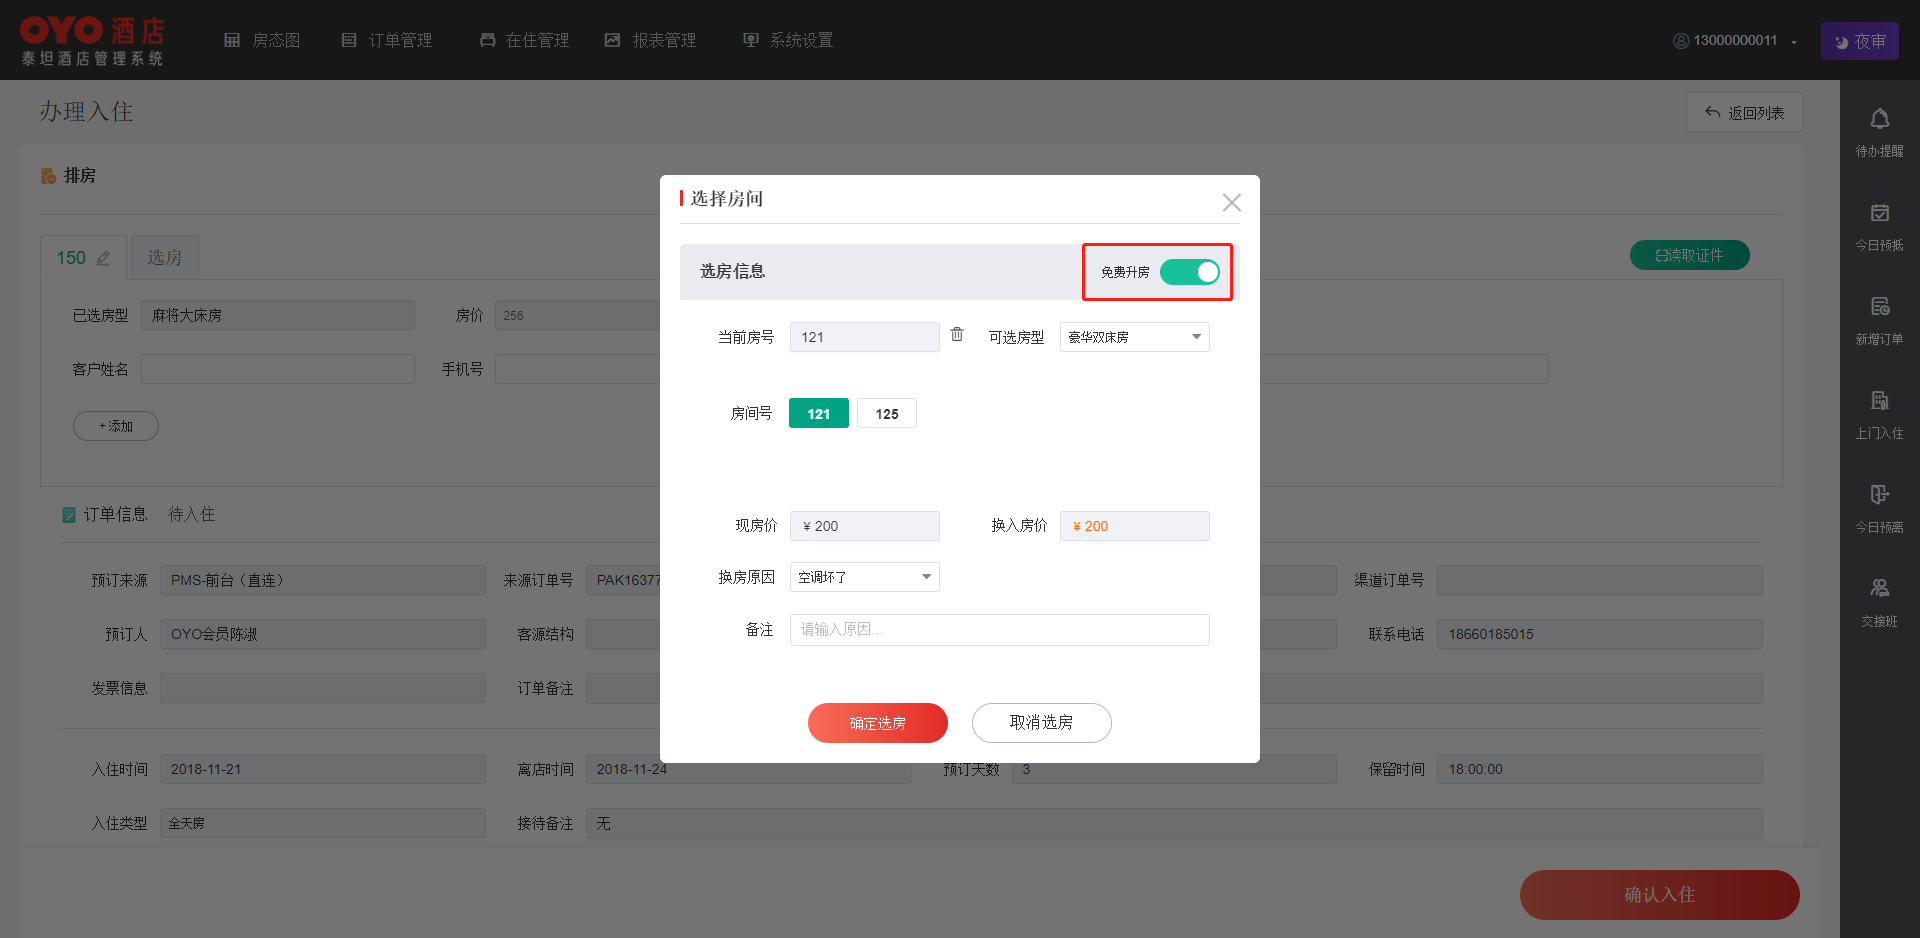 OYO 酒店
泰坦酒店管理系统
房态图 订单管理 在住管理 报表管理 系统设置
13000000011
夜审
办理入住
返回列表
排房
150 选房
读取证件
已选房型 麻将大床房 房价 256
客户姓名 手机号
+ 添加
订单信息 待入住
预订来源 PMS-前台（直连） 来源订单号 PAK16377 渠道订单号
预订人 OYO会员陈淑 客源结构 联系电话 18660185015
发票信息 订单备注
入住时间 2018-11-21 离店时间 2018-11-24 预订天数 3 保留时间 18:00:00
入住类型 全天房 接待备注 无
确认入住
选择房间
选房信息 免费升房
当前房号 121 可选房型 豪华双床房
房间号 121 125
现房价 ¥ 200 换入房价 ¥ 200
换房原因 空调坏了
备注 请输入原因...
确定选房 取消选房
待办提醒
今日预抵
新增订单
上门入住
今日预离
交接班